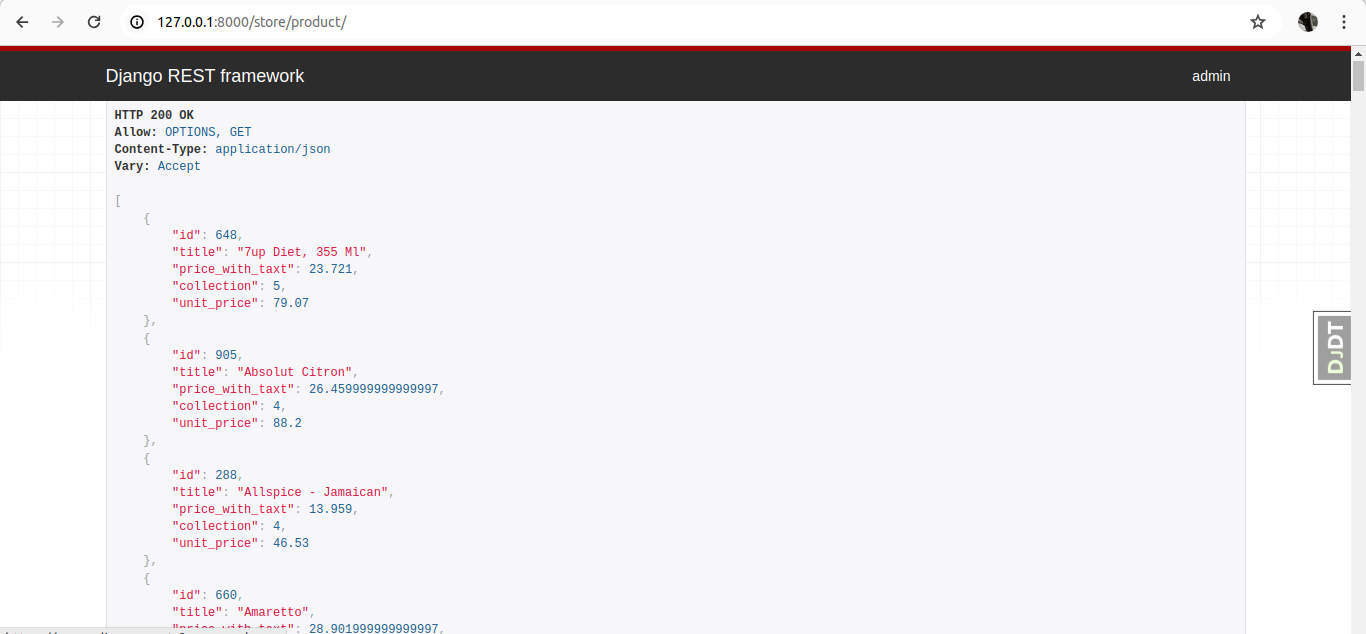 127.0.0.1:8000/store/product/
Django REST framework
admin
HTTP 200 OK
Allow: OPTIONS, GET
Content-Type: application/json
Vary: Accept
[
{
"id": 648,
"title": "7up Diet, 355 Ml",
"price_with_taxt": 23.721,
"collection": 5,
"unit_price": 79.07
},
{
"id": 905,
"title": "Absolut Citron",
"price_with_taxt": 26.459999999999997,
"collection": 4,
"unit_price": 88.2
},
{
"id": 288,
"title": "Allspice - Jamaican",
"price_with_taxt": 13.959,
"collection": 4,
"unit_price": 46.53
},
{
"id": 660,
"title": "Amaretto",
"price_with_taxt": 28.901999999999997,
DJDT